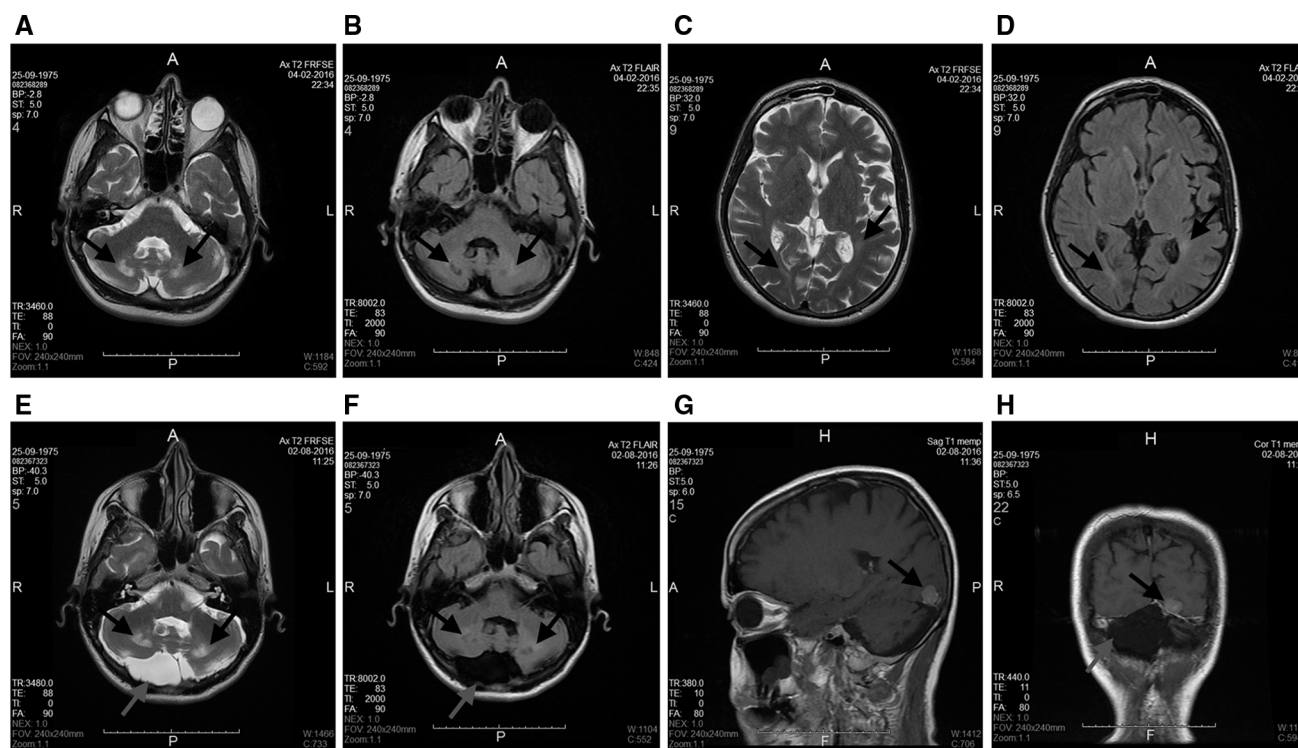 A
A
Ax T2 FRFSE
04-02-2016
22:34
25-09-1975
082368289
BP:-2.8
ST: 5.0
sp: 7.0
4
R
L
TR:3460.0
TE: 88
TI: 0
FA: 90
NEX: 1.0
FOV: 240x240mm
Zoom:1.1
P
W:1184
C:592
B
A
Ax T2 FLAIR
04-02-2016
22:35
25-09-1975
082368289
BP:-2.8
ST: 5.0
sp: 7.0
4
R
L
TR:8002.0
TE: 83
TI: 2000
FA: 90
NEX: 1.0
FOV: 240x240mm
Zoom:1.1
P
W:848
C:424
C
A
Ax T2 FRFSE
04-02-2016
22:34
25-09-1975
082368289
BP:32.0
ST: 5.0
sp: 7.0
9
R
L
TR:3460.0
TE: 88
TI: 0
FA: 90
NEX: 1.0
FOV: 240x240mm
Zoom:1.1
P
W:1168
C:584
D
A
Ax T2 FLA
04-02-2016
25-09-1975
082368289
BP:32.0
ST: 5.0
sp: 7.0
9
R
TR:8002.0
TE: 83
TI: 2000
FA: 90
NEX: 1.0
FOV: 240x240mm
Zoom:1.1
P
E
A
Ax T2 FRFSE
02-08-2016
11:25
25-09-1975
082367323
BP:-40.3
ST: 5.0
sp: 7.0
5
R
L
TR:3480.0
TE: 88
TI: 0
FA: 90
NEX: 1.0
FOV: 240x240mm
Zoom:1.1
P
W:1466
C:733
F
A
Ax T2 FLAIR
02-08-2016
11:26
25-09-1975
082367323
BP:-40.3
ST: 5.0
sp: 7.0
5
R
L
TR:8002.0
TE: 83
TI: 2000
FA: 90
NEX: 1.0
FOV: 240x240mm
Zoom:1.1
P
W:1104
C:552
G
H
Sag T1 memp
02-08-2016
11:36
25-09-1975
082367323
BP:
ST:5.0
sp: 6.0
15
C
A
P
TR:380.0
TE: 10
TI: 0
FA: 80
NEX: 1.0
FOV: 240x240mm
Zoom:1.1
F
W:1412
C:706
H
H
Cor T1 mem
02-08-20
25-09-1975
082367323
BP:
ST:5.0
sp: 6.5
22
C
R
TR:440.0
TE: 11
TI: 0
FA: 80
NEX: 1.0
FOV: 240x240mm
Zoom:1.1
F